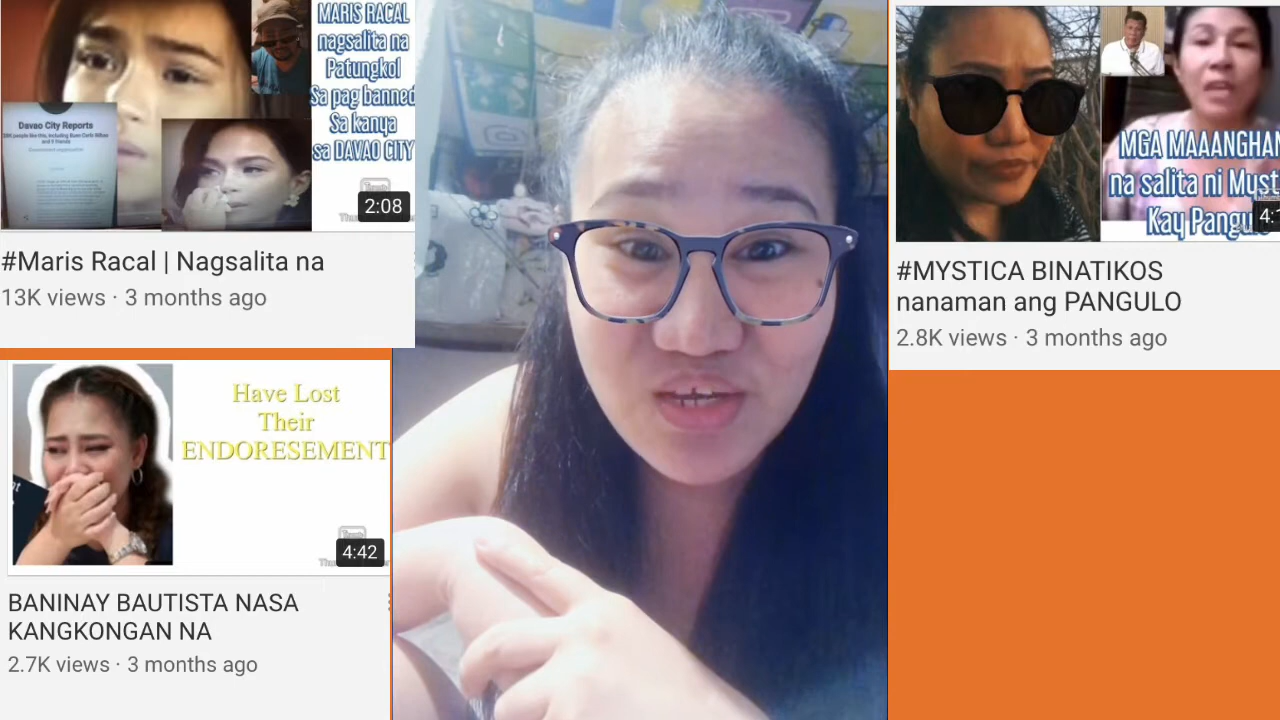 MARIS RACAL
nagsalita na
Patungkol
Sa pag banned
Sa kanya
sa DAVAO CITY
Davao City Reports
2:08
#Maris Racal | Nagsalita na
13K views · 3 months ago
Have Lost
Their
ENDORESEMENT
4:42
BANINAY BAUTISTA NASA
KANGKONGAN NA
2.7K views · 3 months ago
MGA MAAANGHAN
na salita ni Myst
Kay Pangu
4:
#MYSTICA BINATIKOS
nanaman ang PANGULO
2.8K views · 3 months ago